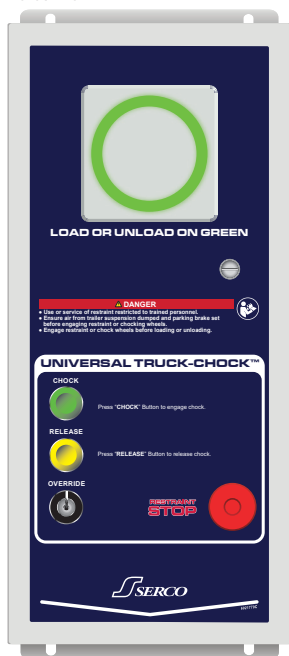 LOAD OR UNLOAD ON GREEN
DANGER
• Use or service of restraint restricted to trained personnel.
• Ensure air from trailer suspension dumped and parking brake set
before engaging restraint or chocking wheels.
• Engage restraint or chock wheels before loading or unloading.
UNIVERSAL TRUCK-CHOCK™
CHOCK
Press "CHOCK" Button to engage chock.
RELEASE
Press "RELEASE" Button to release chock.
OVERRIDE
RESTRAINT
STOP
SERCO